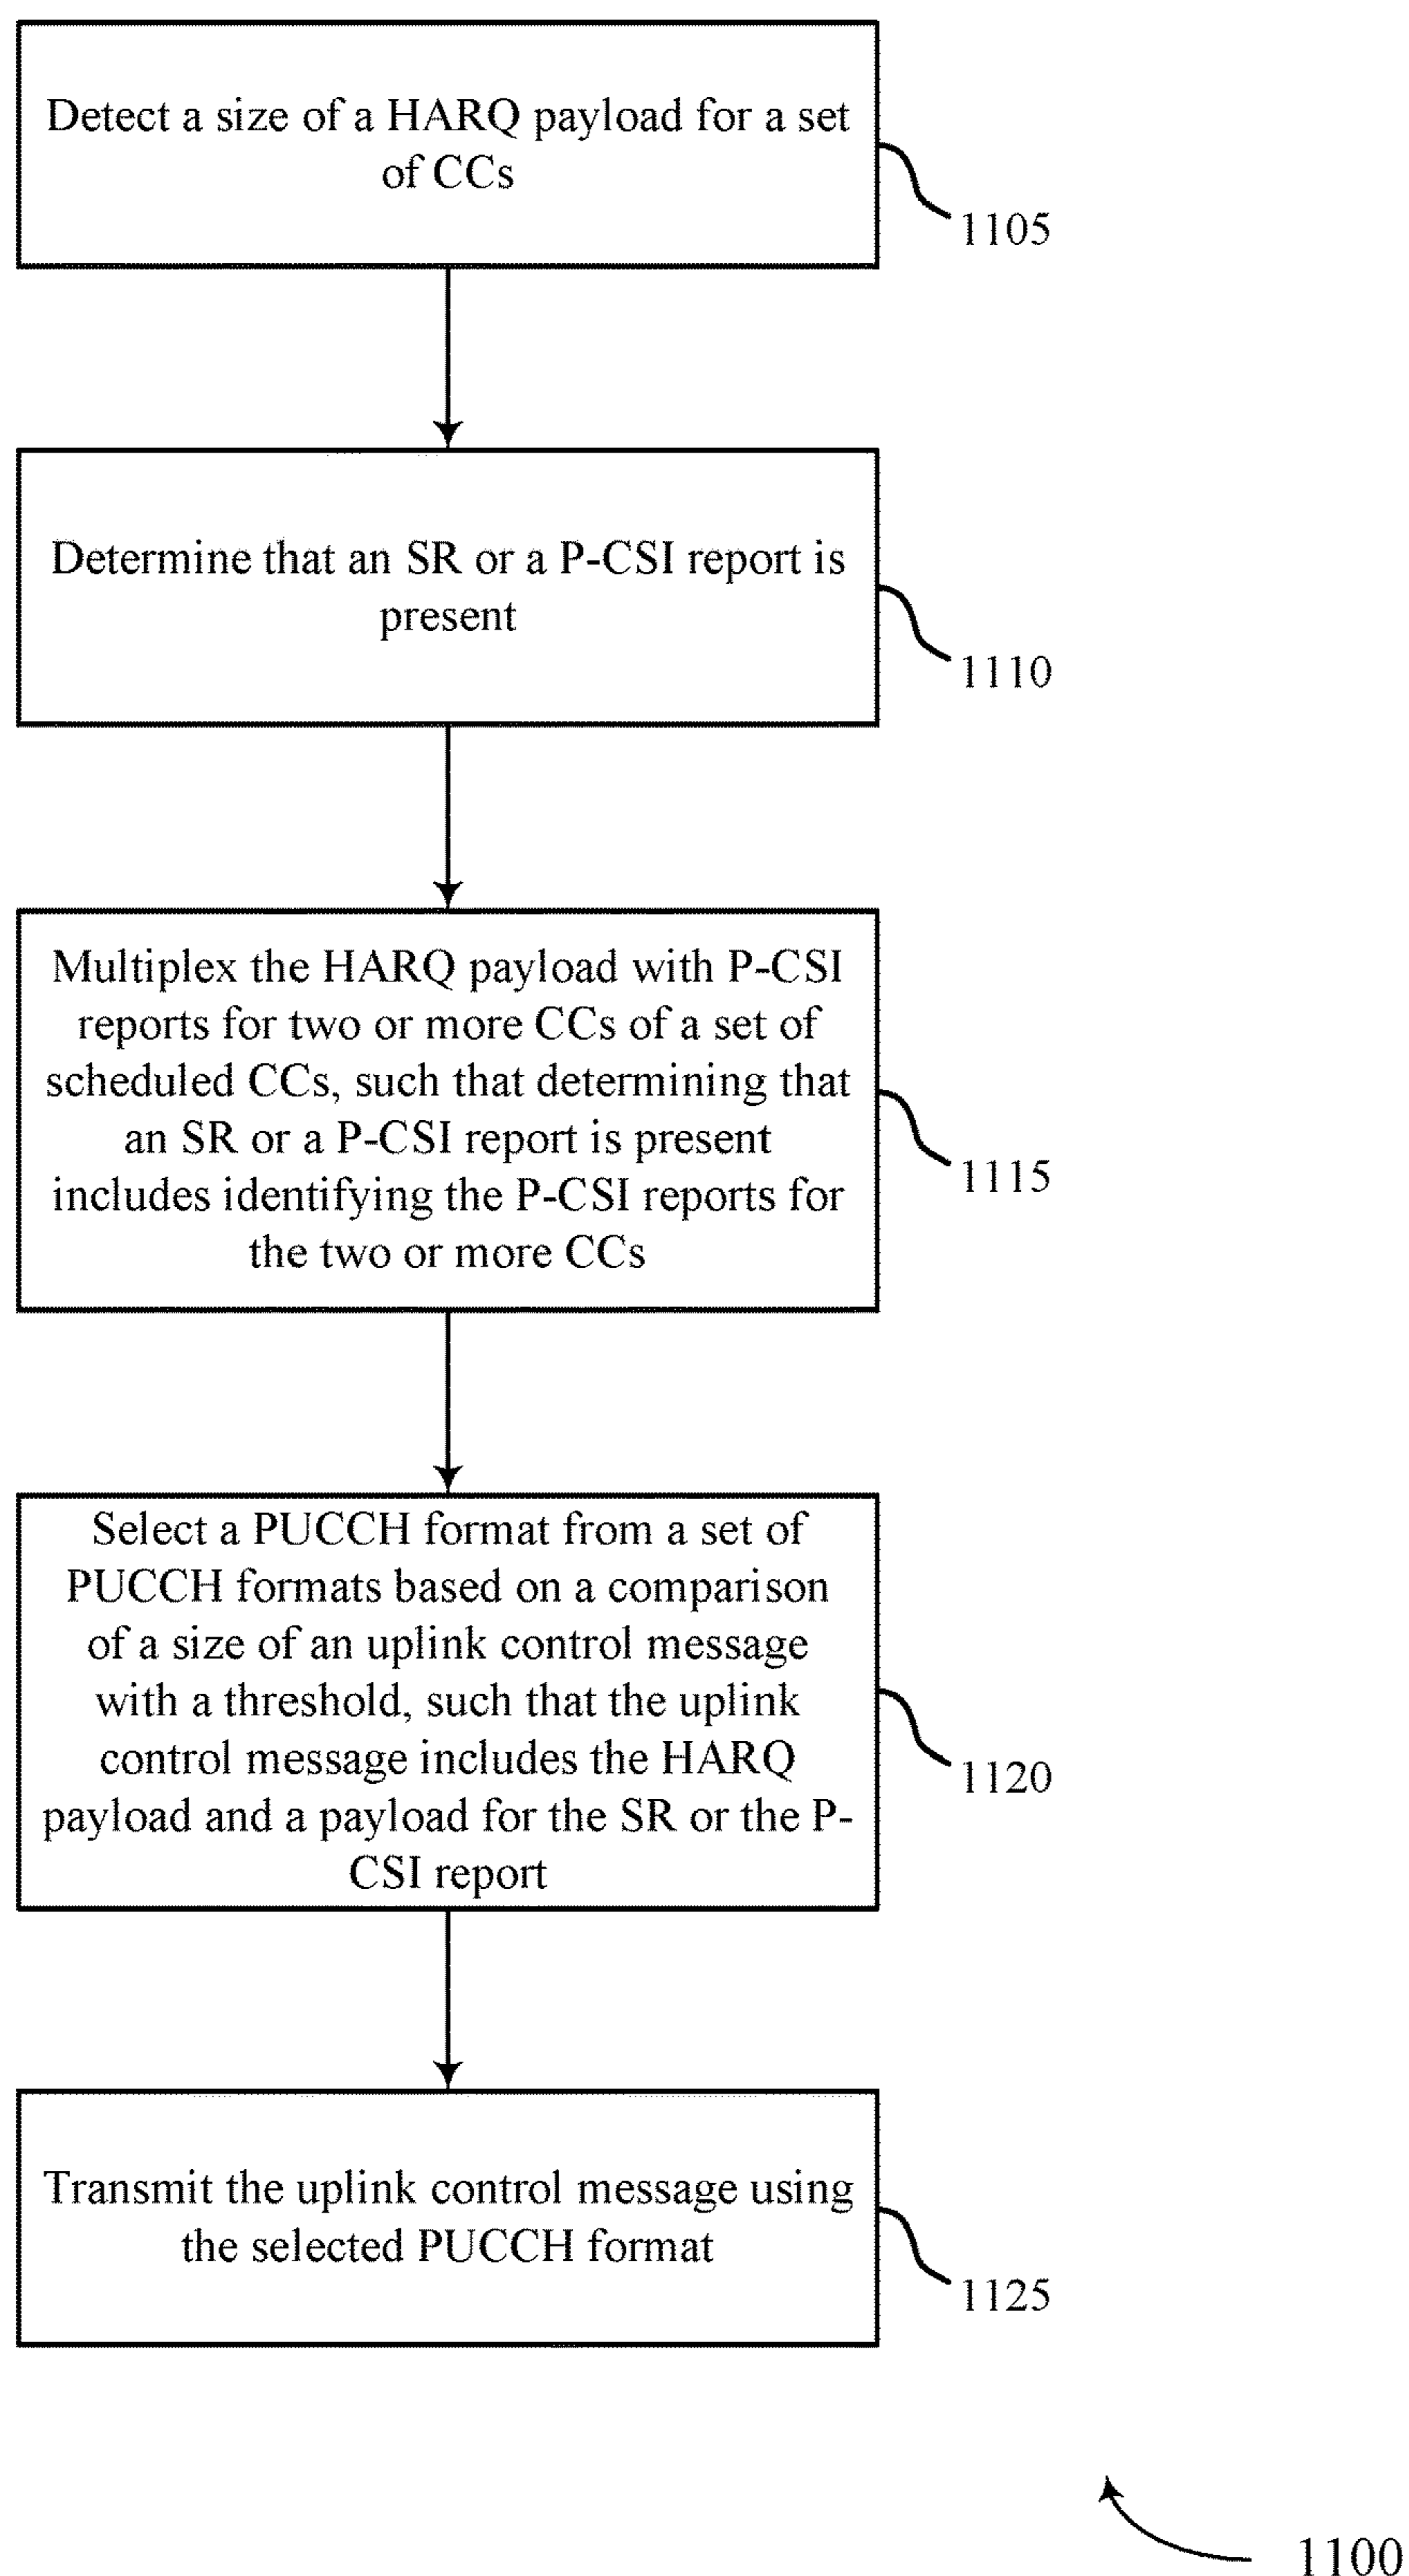 Detect a size of a HARQ payload for a set
of CCs
1105
Determine that an SR or a P-CSI report is
present
1110
Multiplex the HARQ payload with P-CSI
reports for two or more CCs of a set of
scheduled CCs, such that determining that
an SR or a P-CSI report is present
includes identifying the P-CSI reports for
the two or more CCs
1115
Select a PUCCH format from a set of
PUCCH formats based on a comparison
of a size of an uplink control message
with a threshold, such that the uplink
control message includes the HARQ
payload and a payload for the SR or the P-
CSI report
1120
Transmit the uplink control message using
the selected PUCCH format
1125
1100